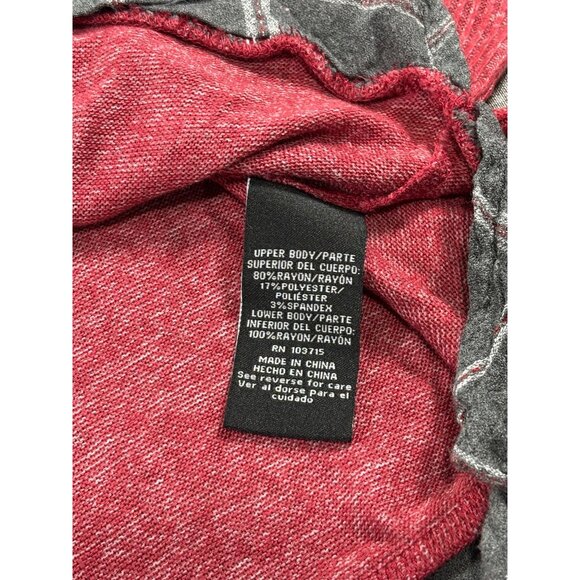 UPPER BODY/PARTE
SUPERIOR DEL CUERPO:
80%RAYON/RAYÓN
17%POLYESTER/
POLIÉSTER
3%SPANDEX
LOWER BODY/PARTE
INFERIOR DEL CUERPO:
100%RAYON/RAYÓN
RN 103715
MADE IN CHINA
HECHO EN CHINA
See reverse for care
Ver al dorse para el
cuidado